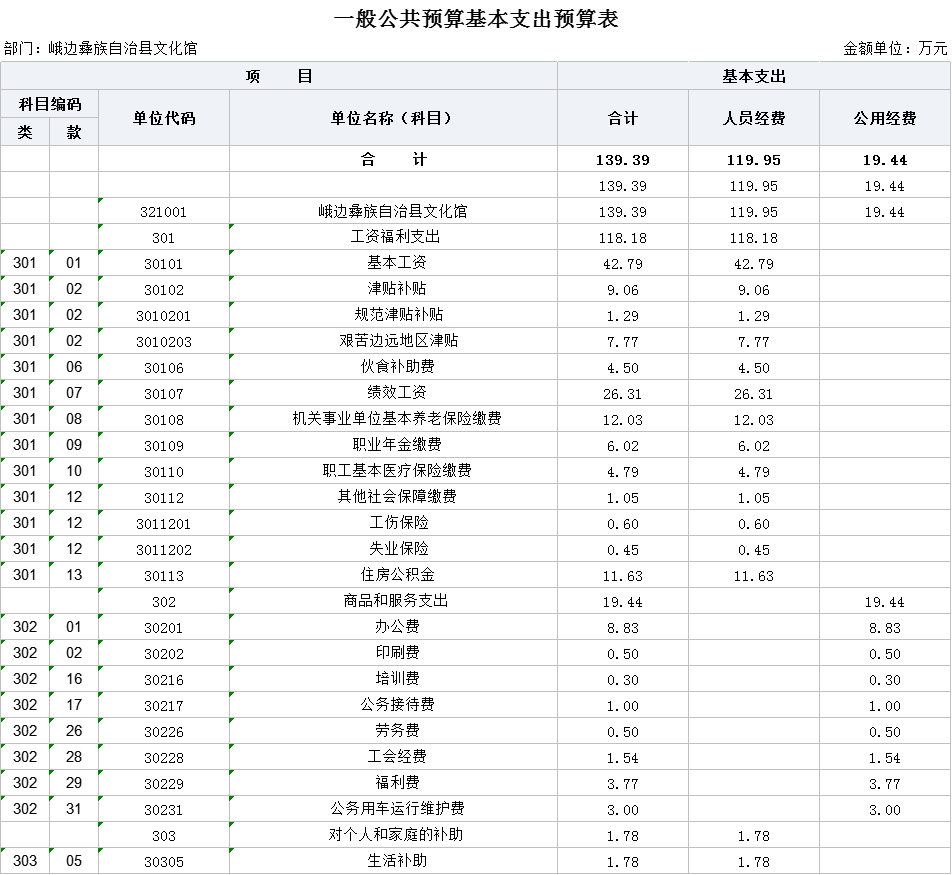 一般公共预算基本支出预算表
部门：峨边彝族自治县文化馆 金额单位：万元
项 目 基本支出
科目编码 单位代码 单位名称（科目） 合计 人员经费 公用经费
类 款
合 计 139.39 119.95 19.44
139.39 119.95 19.44
321001 峨边彝族自治县文化馆 139.39 119.95 19.44
301 工资福利支出 118.18 118.18
301 01 30101 基本工资 42.79 42.79
301 02 30102 津贴补贴 9.06 9.06
301 02 3010201 规范津贴补贴 1.29 1.29
301 02 3010203 艰苦边远地区津贴 7.77 7.77
301 06 30106 伙食补助费 4.50 4.50
301 07 30107 绩效工资 26.31 26.31
301 08 30108 机关事业单位基本养老保险缴费 12.03 12.03
301 09 30109 职业年金缴费 6.02 6.02
301 10 30110 职工基本医疗保险缴费 4.79 4.79
301 12 30112 其他社会保障缴费 1.05 1.05
301 12 3011201 工伤保险 0.60 0.60
301 12 3011202 失业保险 0.45 0.45
301 13 30113 住房公积金 11.63 11.63
302 商品和服务支出 19.44 19.44
302 01 30201 办公费 8.83 8.83
302 02 30202 印刷费 0.50 0.50
302 16 30216 培训费 0.30 0.30
302 17 30217 公务接待费 1.00 1.00
302 26 30226 劳务费 0.50 0.50
302 28 30228 工会经费 1.54 1.54
302 29 30229 福利费 3.77 3.77
302 31 30231 公务用车运行维护费 3.00 3.00
303 对个人和家庭的补助 1.78 1.78
303 05 30305 生活补助 1.78 1.78